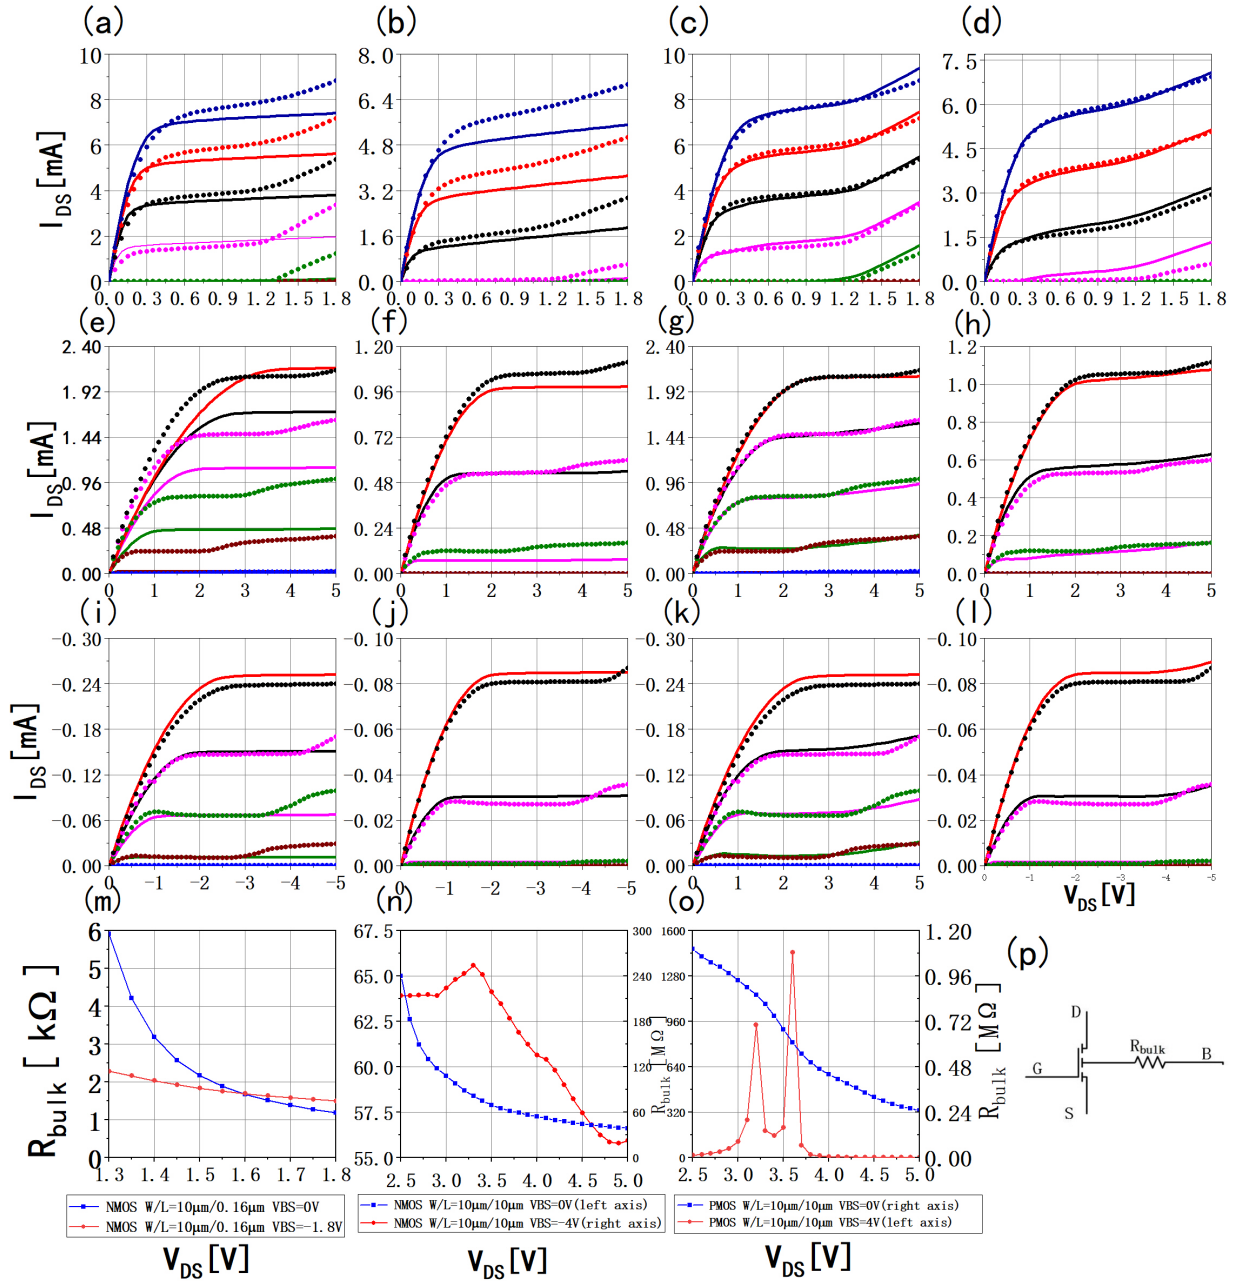 (a) (b) (c) (d)
I_DS[mA]
10 8 6 4 2 0
0.0 0.3 0.6 0.9 1.2 1.5 1.8
8.0 6.4 4.8 3.2 1.6 0.0
0.0 0.3 0.6 0.9 1.2 1.5 1.8
10 8 6 4 2 0
0.0 0.3 0.6 0.9 1.2 1.5 1.8
7.5 6.0 4.5 3.0 1.5 0.0
0.0 0.3 0.6 0.9 1.2 1.5 1.8
(e) (f) (g) (h)
I_DS[mA]
2.40 1.92 1.44 0.96 0.48 0.00
0 1 2 3 4 5
1.20 0.96 0.72 0.48 0.24 0.00
0 1 2 3 4 5
2.40 1.92 1.44 0.96 0.48 0.00
0 1 2 3 4 5
1.2 1.0 0.8 0.6 0.4 0.2 0.0
0 1 2 3 4 5
(i) (j) (k) (l)
I_DS[mA]
-0.30 -0.24 -0.18 -0.12 -0.06 0.00
0 -1 -2 -3 -4 -5
-0.10 -0.08 -0.06 -0.04 -0.02 0.00
0 -1 -2 -3 -4 -5
-0.30 -0.24 -0.18 -0.12 -0.06 0.00
0 1 2 3 4 5
-0.10 -0.08 -0.06 -0.04 -0.02 0.00
0 -1 -2 -3 -4 -5
V_DS[V]
(m) (n) (o) (p)
R_bulk [ kΩ ]
6 5 4 3 2 1 0
1.3 1.4 1.5 1.6 1.7 1.8
67.5 65.0 62.5 60.0 57.5 55.0
2.5 3.0 3.5 4.0 4.5 5.0
300 240 180 120 60 0
R_bulk [MΩ]
1600 1280 960 640 320 0
2.5 3.0 3.5 4.0 4.5 5.0
1.20 0.96 0.72 0.48 0.24 0.00
R_bulk [MΩ]
D
R_bulk
B
G
S
NMOS W/L=10μm/0.16μm VBS=0V
NMOS W/L=10μm/0.16μm VBS=-1.8V
NMOS W/L=10μm/10μm VBS=0V(left axis)
NMOS W/L=10μm/10μm VBS=-4V(right axis)
PMOS W/L=10μm/10μm VBS=0V(right axis)
PMOS W/L=10μm/10μm VBS=4V(left axis)
V_DS[V] V_DS[V] V_DS[V]